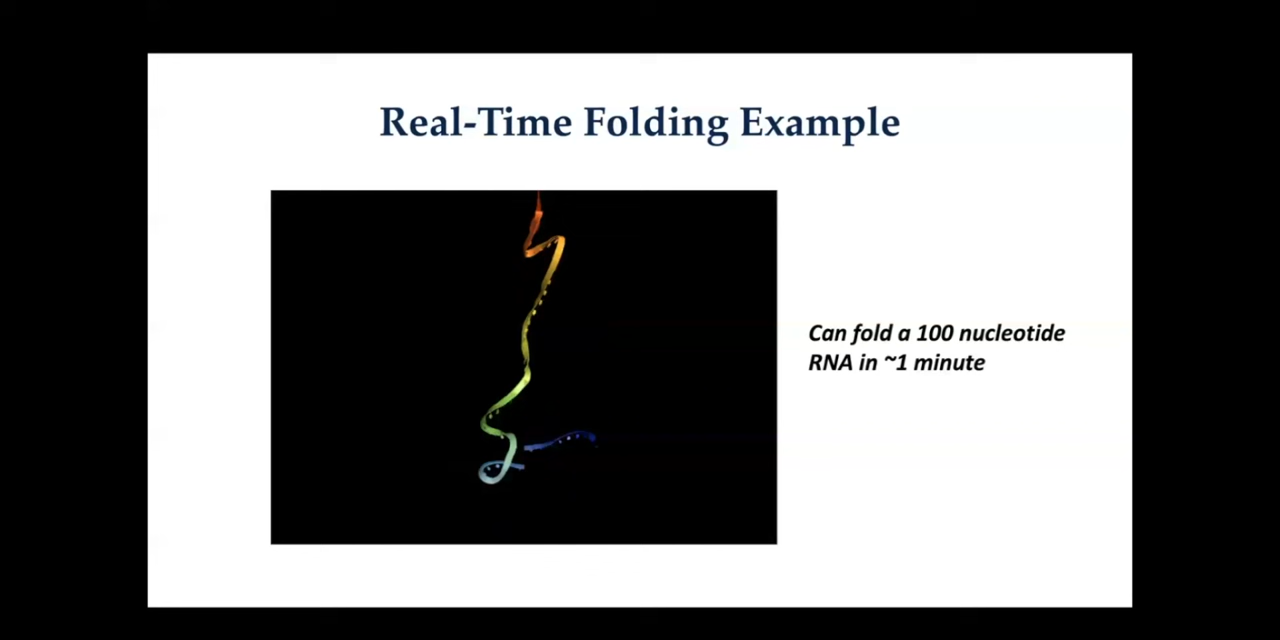 Real-Time Folding Example
Can fold a 100 nucleotide
RNA in ~1 minute